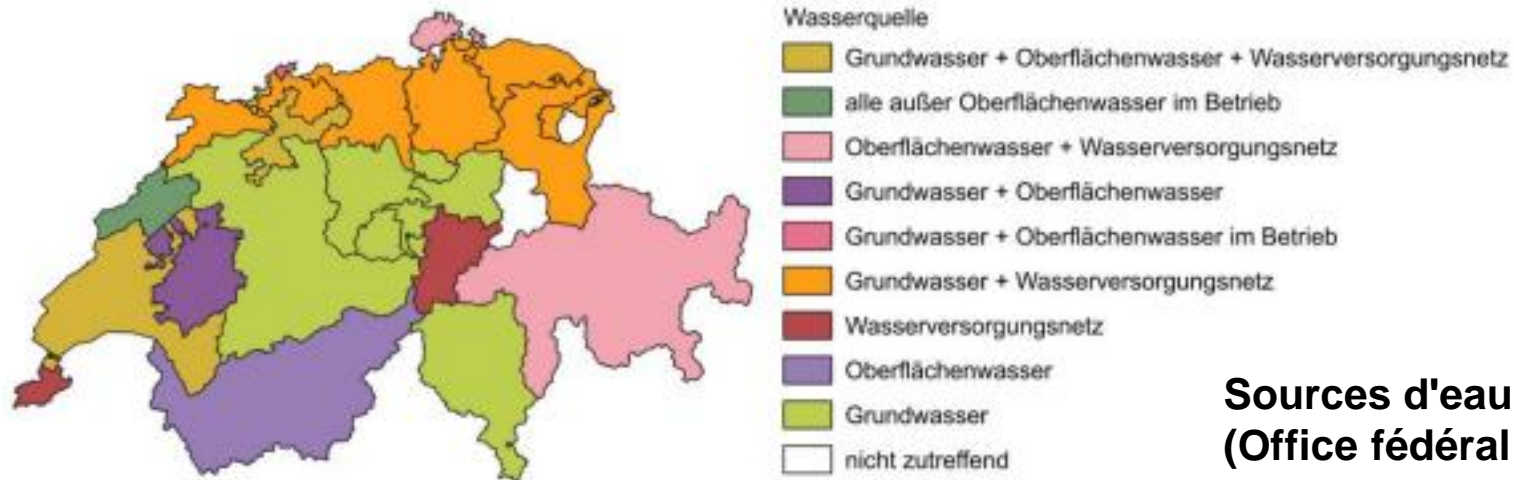 Wasserquelle
Grundwasser + Oberflächenwasser + Wasserversorgungsnetz
alle außer Oberflächenwasser im Betrieb
Oberflächenwasser + Wasserversorgungsnetz
Grundwasser + Oberflächenwasser
Grundwasser + Oberflächenwasser im Betrieb
Grundwasser + Wasserversorgungsnetz
Wasserversorgungsnetz
Oberflächenwasser
Grundwasser
nicht zutreffend
Sources d'eau
(Office fédéral